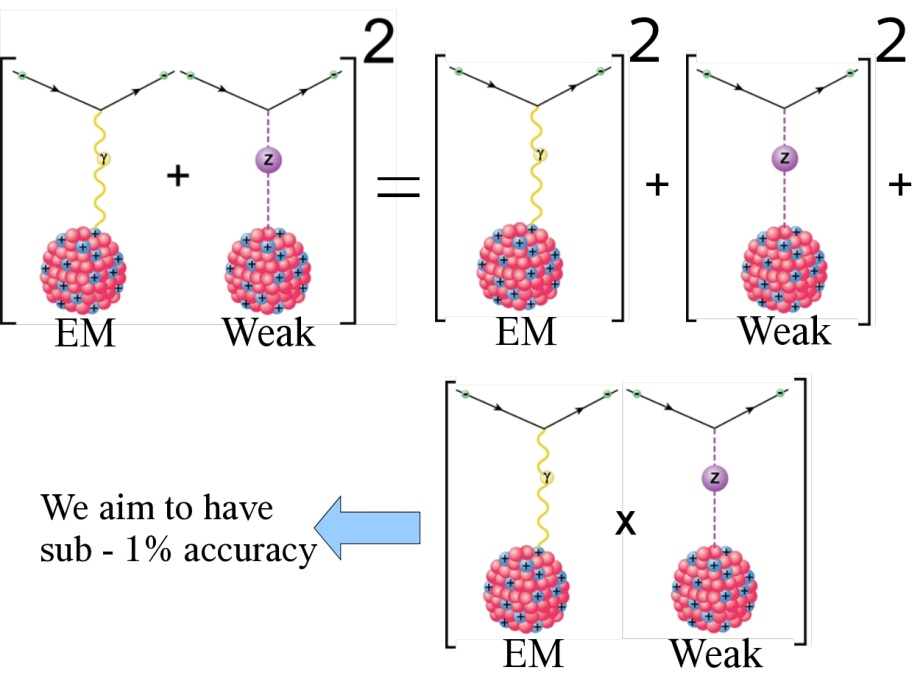 [ γ + Z ]2 = [ γ ]2 + [ Z ]2 +
EM Weak EM Weak
[ γ x Z ]
We aim to have
sub - 1% accuracy
EM Weak